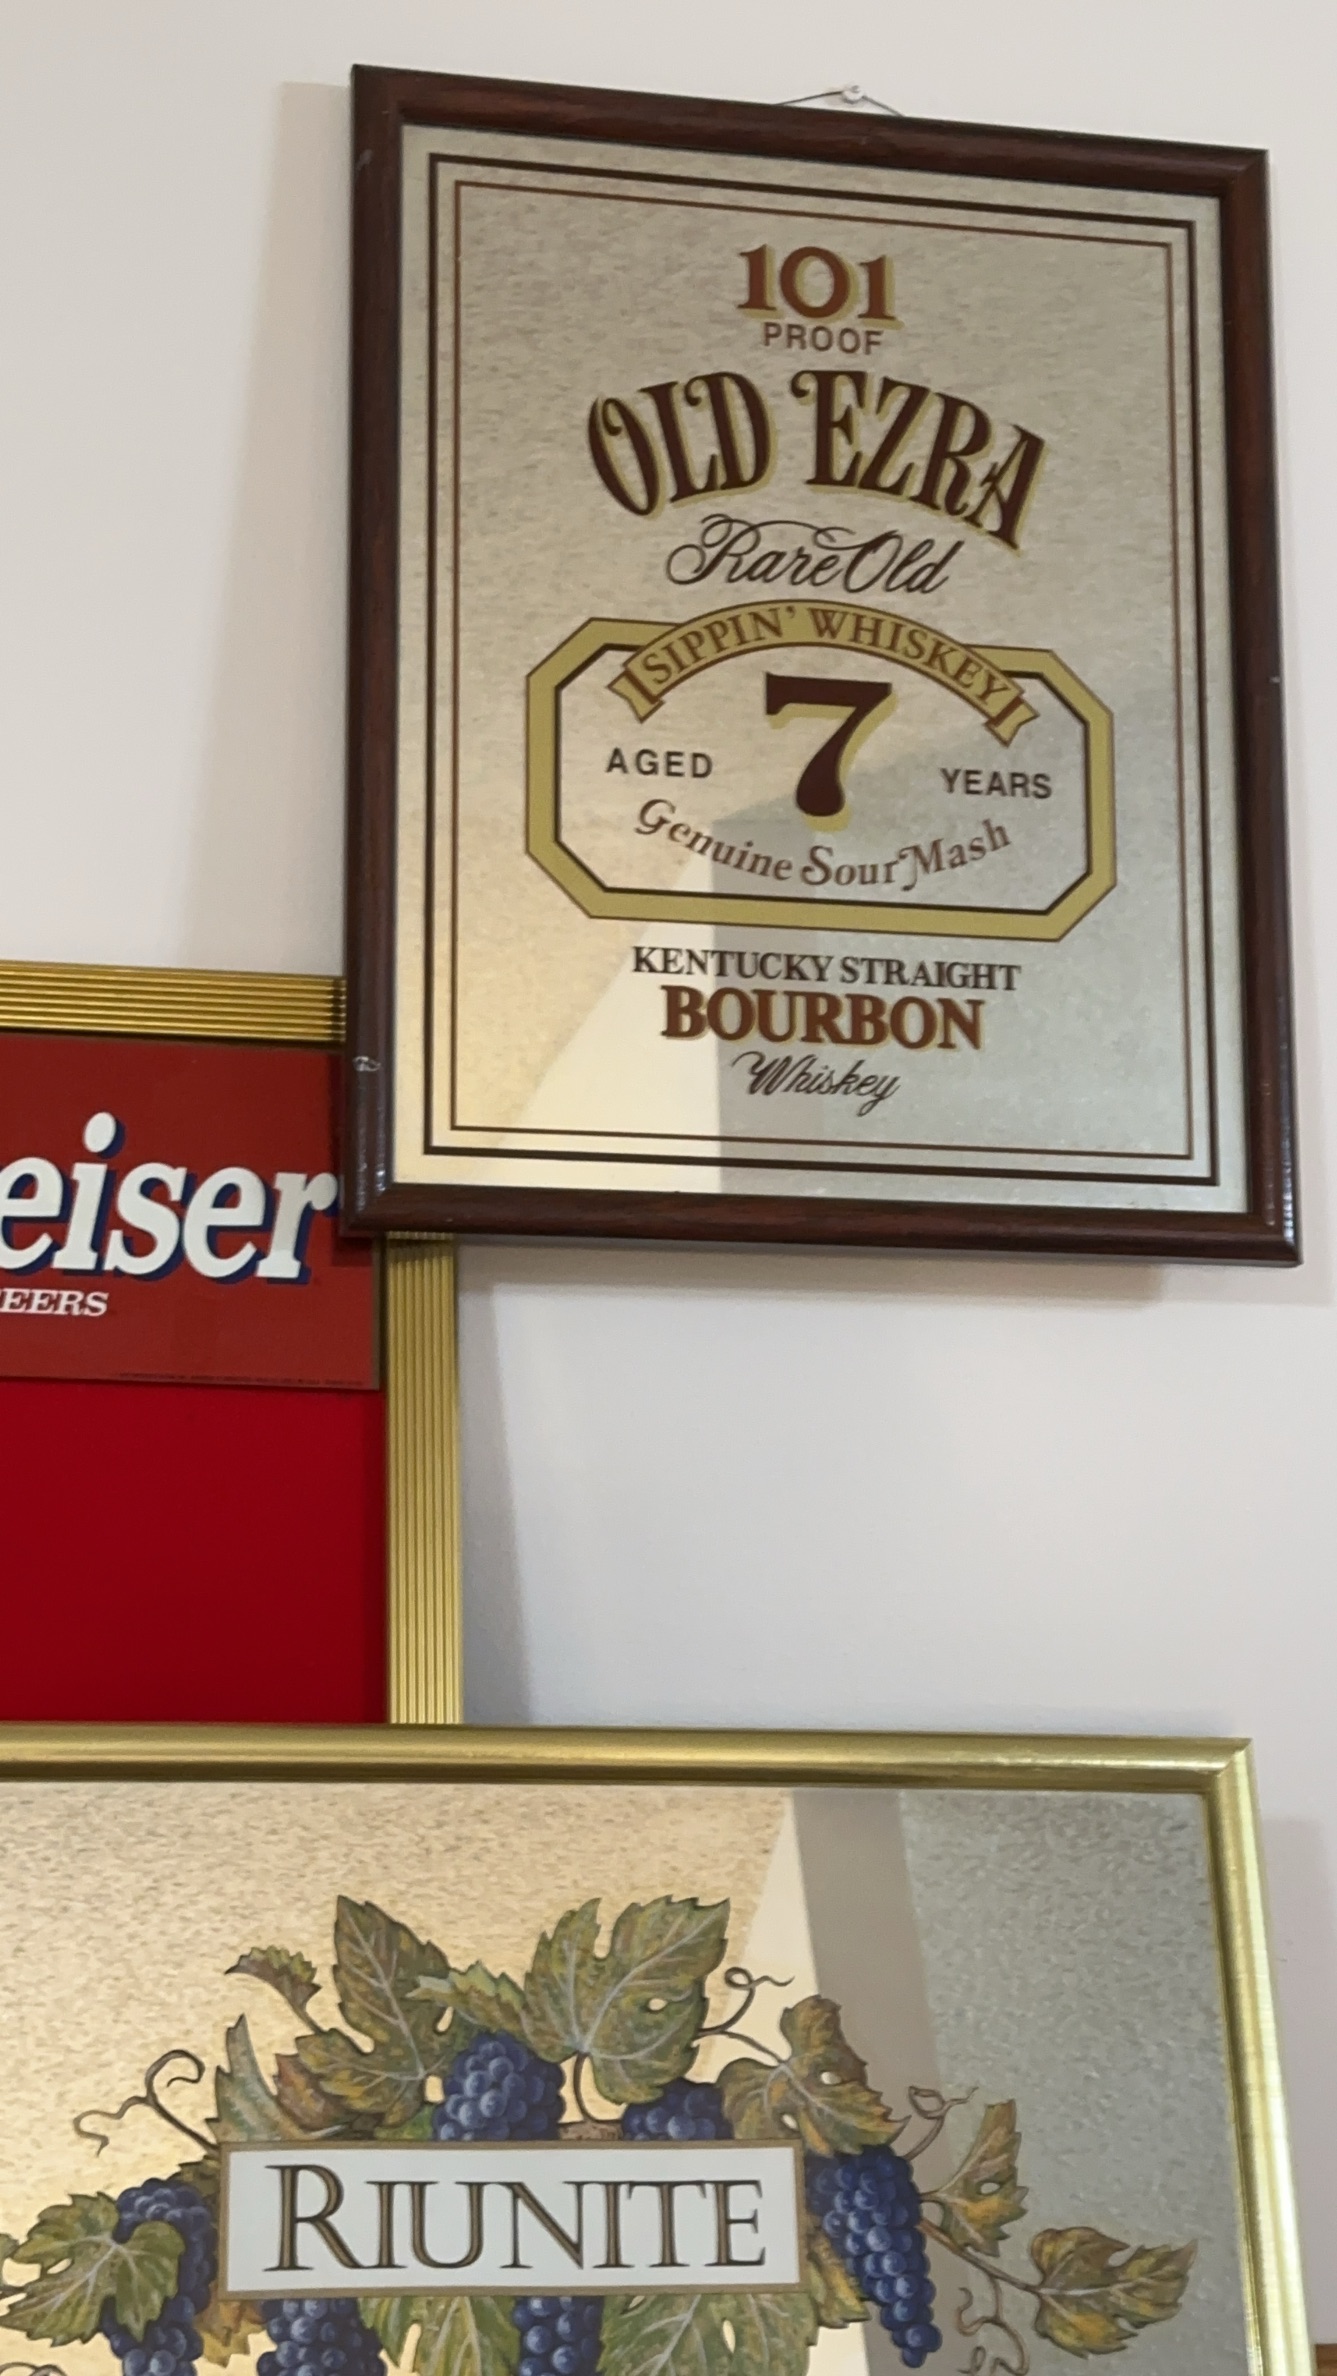 101
PROOF
OLD EZRA
Rare Old
SIPPIN' WHISKEY
AGED 7 YEARS
Genuine Sour Mash
KENTUCKY STRAIGHT
BOURBON
Whiskey
eiser
EERS
RIUNITE